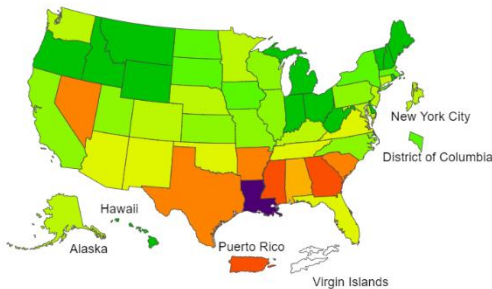 New York City
District of Columbia
Hawaii
Alaska
Puerto Rico
Virgin Islands